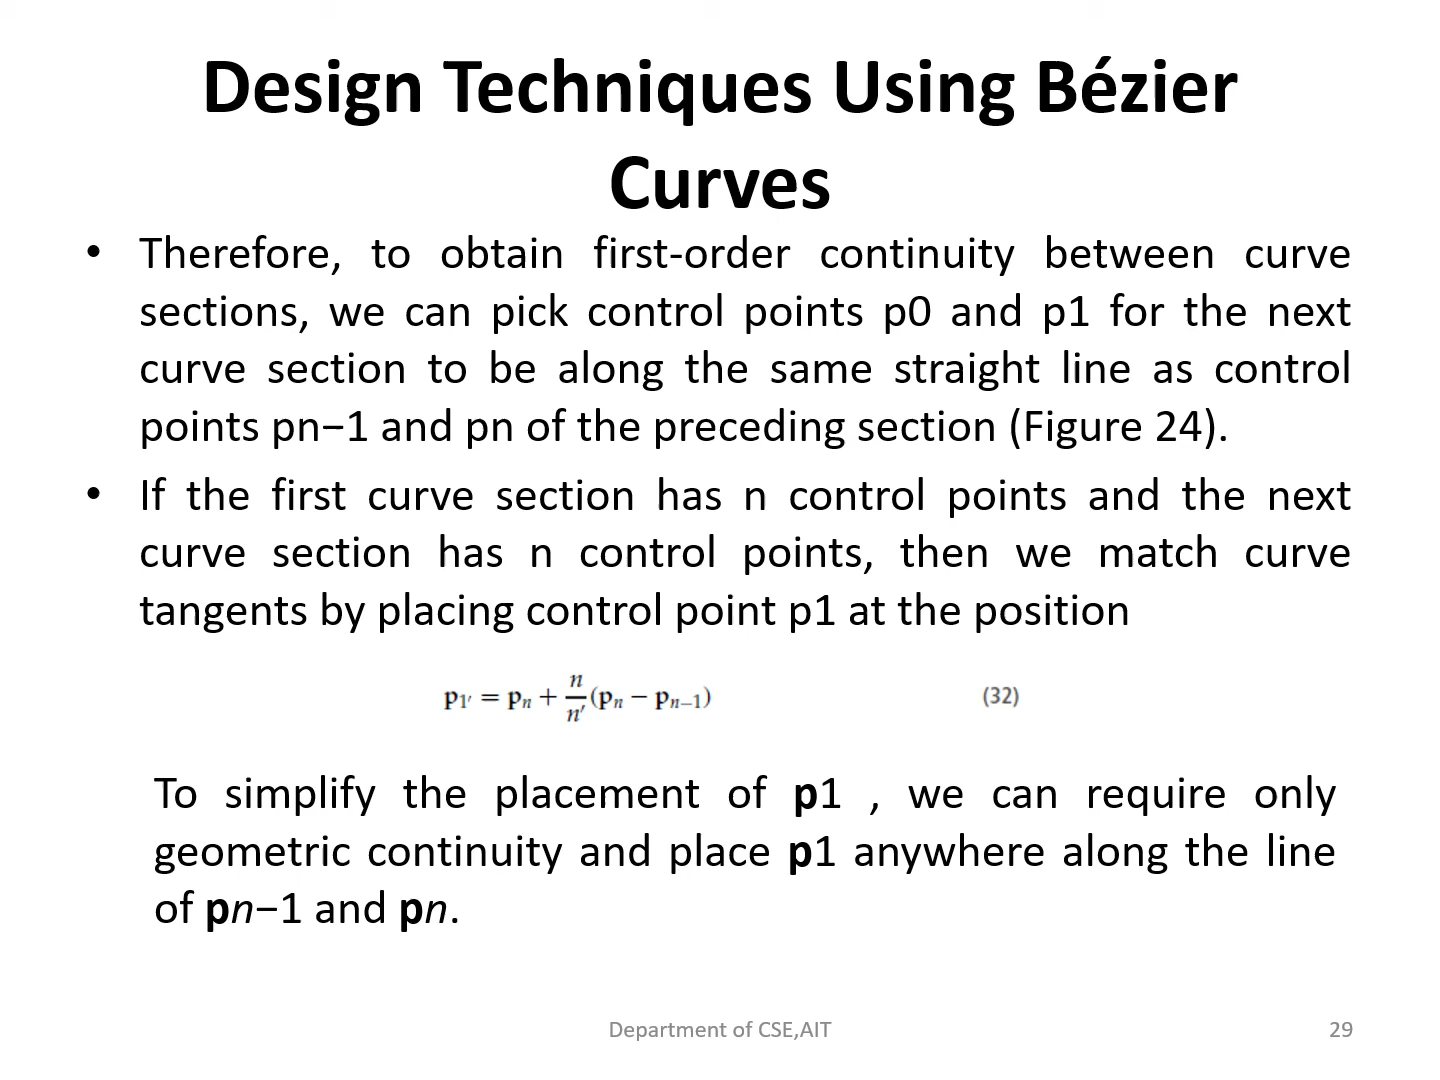 Design Techniques Using Bézier
Curves
• Therefore, to obtain first-order continuity between curve
sections, we can pick control points p0 and p1 for the next
curve section to be along the same straight line as control
points pn−1 and pn of the preceding section (Figure 24).
• If the first curve section has n control points and the next
curve section has n control points, then we match curve
tangents by placing control point p1 at the position
p₁′ = pₙ + n/n′ (pₙ − pₙ₋₁) (32)
To simplify the placement of p1 , we can require only
geometric continuity and place p1 anywhere along the line
of pn−1 and pn.
Department of CSE,AIT 29